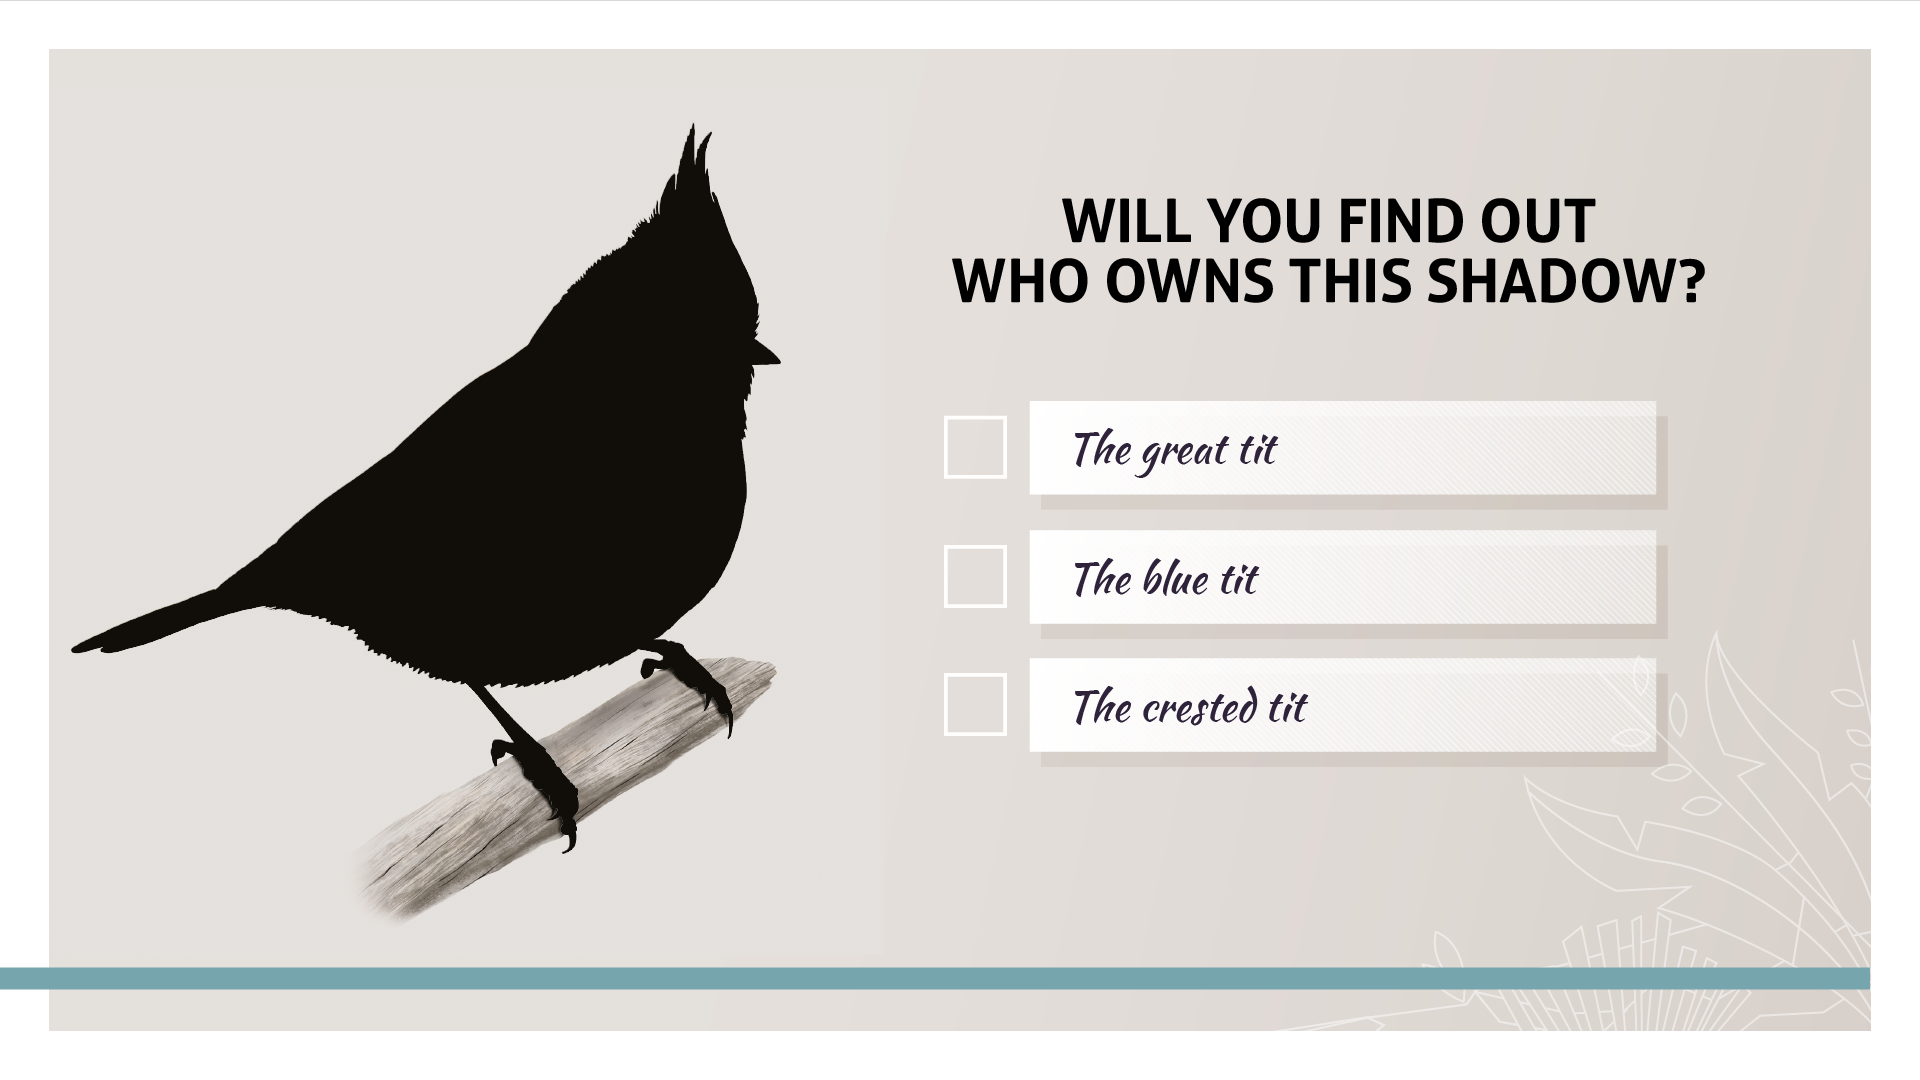 WILL YOU FIND OUT
WHO OWNS THIS SHADOW?
The great tit
The blue tit
The crested tit